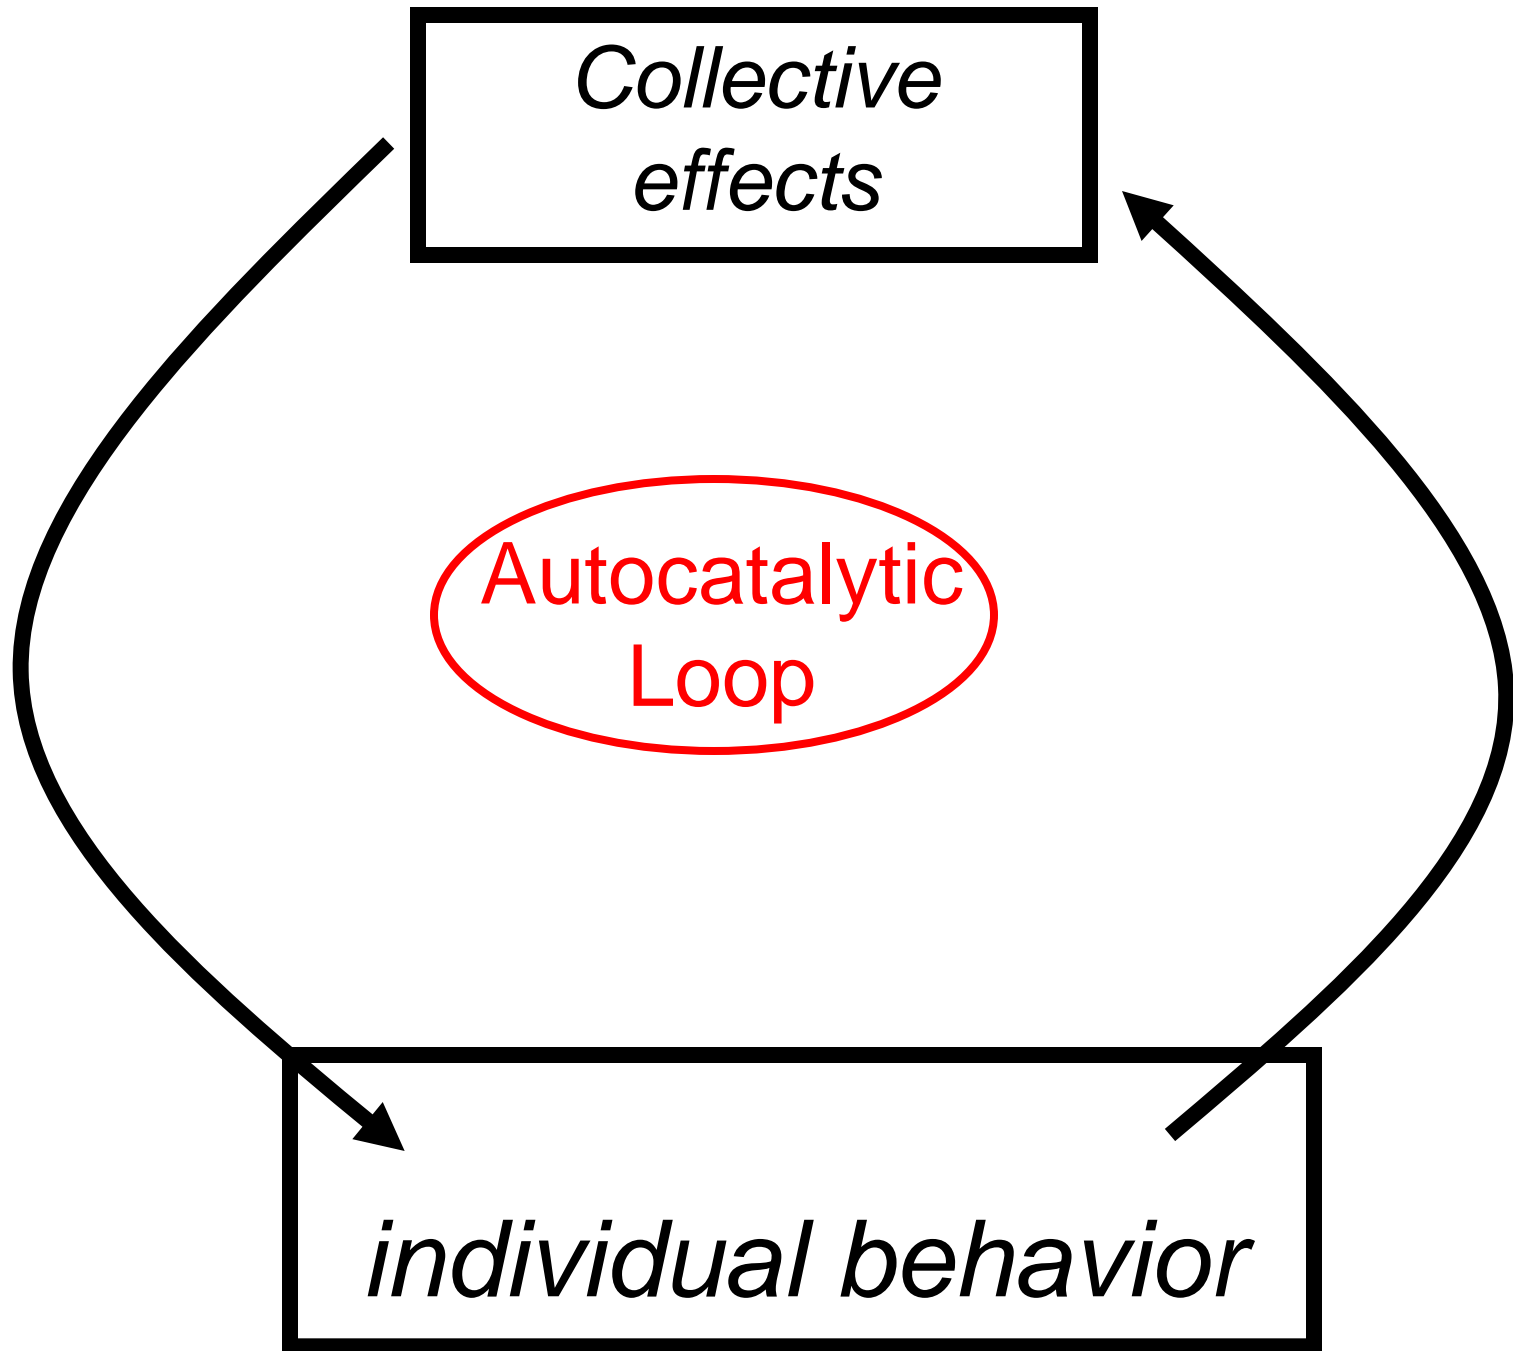 Collective
effects
Autocatalytic
Loop
individual behavior